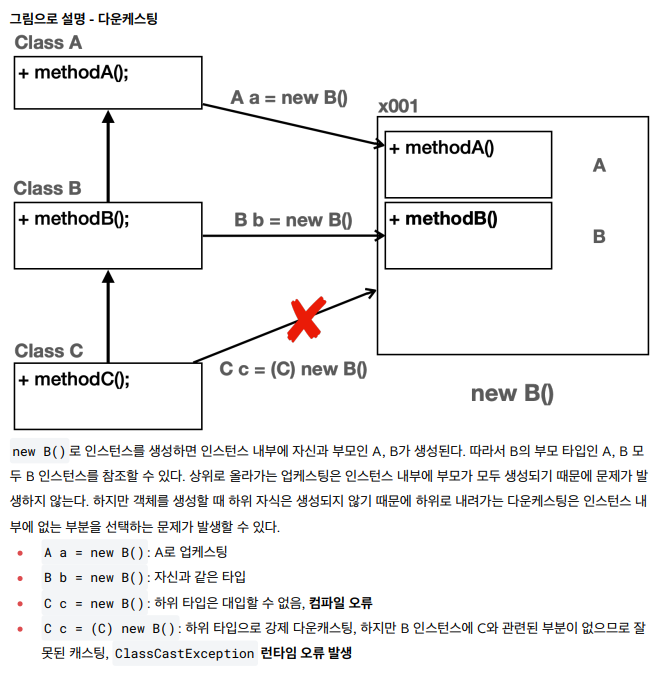 그림으로 설명 - 다운케스팅
Class A
+ methodA();
A a = new B()
x001
+ methodA()
A
Class B
+ methodB();
B b = new B()
+ methodB()
B
Class C
+ methodC();
C c = (C) new B()
new B()
new B() 로 인스턴스를 생성하면 인스턴스 내부에 자신과 부모인 A, B가 생성된다. 따라서 B의 부모 타입인 A, B 모
두 B 인스턴스를 참조할 수 있다. 상위로 올라가는 업케스팅은 인스턴스 내부에 부모가 모두 생성되기 때문에 문제가 발
생하지 않는다. 하지만 객체를 생성할 때 하위 자식은 생성되지 않기 때문에 하위로 내려가는 다운케스팅은 인스턴스 내
부에 없는 부분을 선택하는 문제가 발생할 수 있다.
• A a = new B() : A로 업케스팅
• B b = new B() : 자신과 같은 타입
• C c = new B() : 하위 타입은 대입할 수 없음, 컴파일 오류
• C c = (C) new B() : 하위 타입으로 강제 다운캐스팅, 하지만 B 인스턴스에 C와 관련된 부분이 없으므로 잘
못된 캐스팅, ClassCastException 런타임 오류 발생